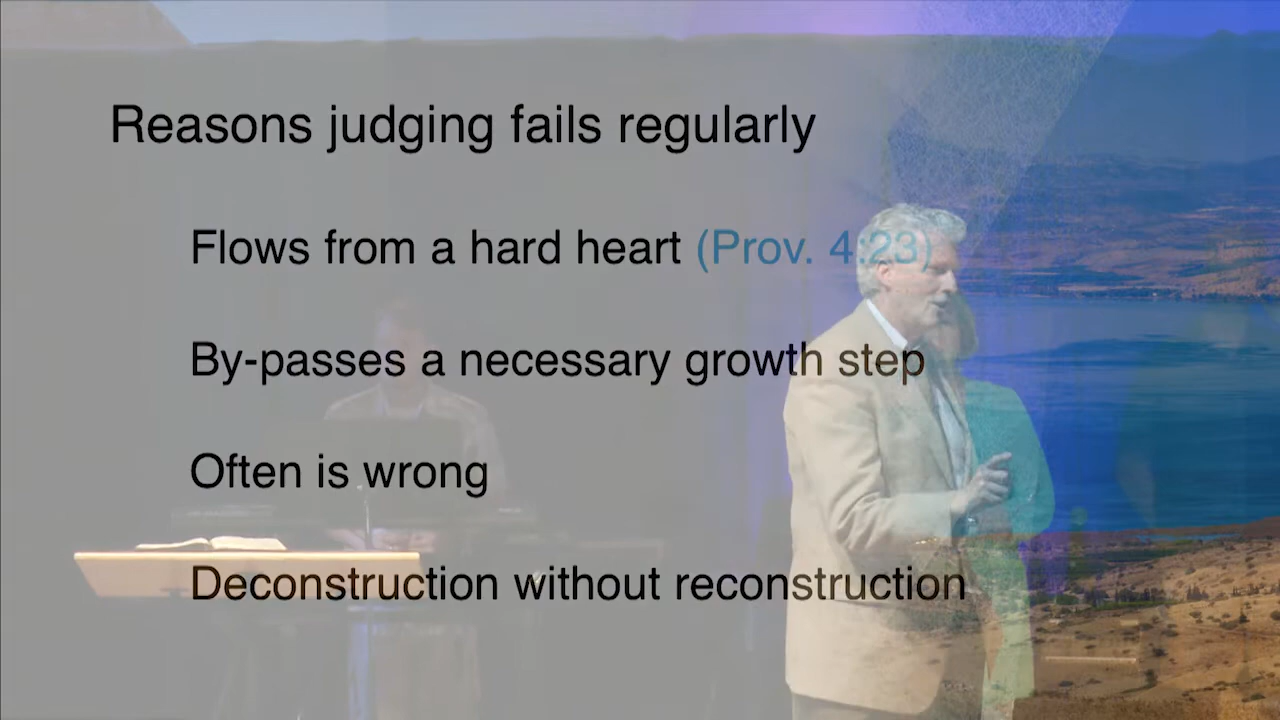 Reasons judging fails regularly
Flows from a hard heart (Prov. 4:23)
By-passes a necessary growth step
Often is wrong
Deconstruction without reconstruction